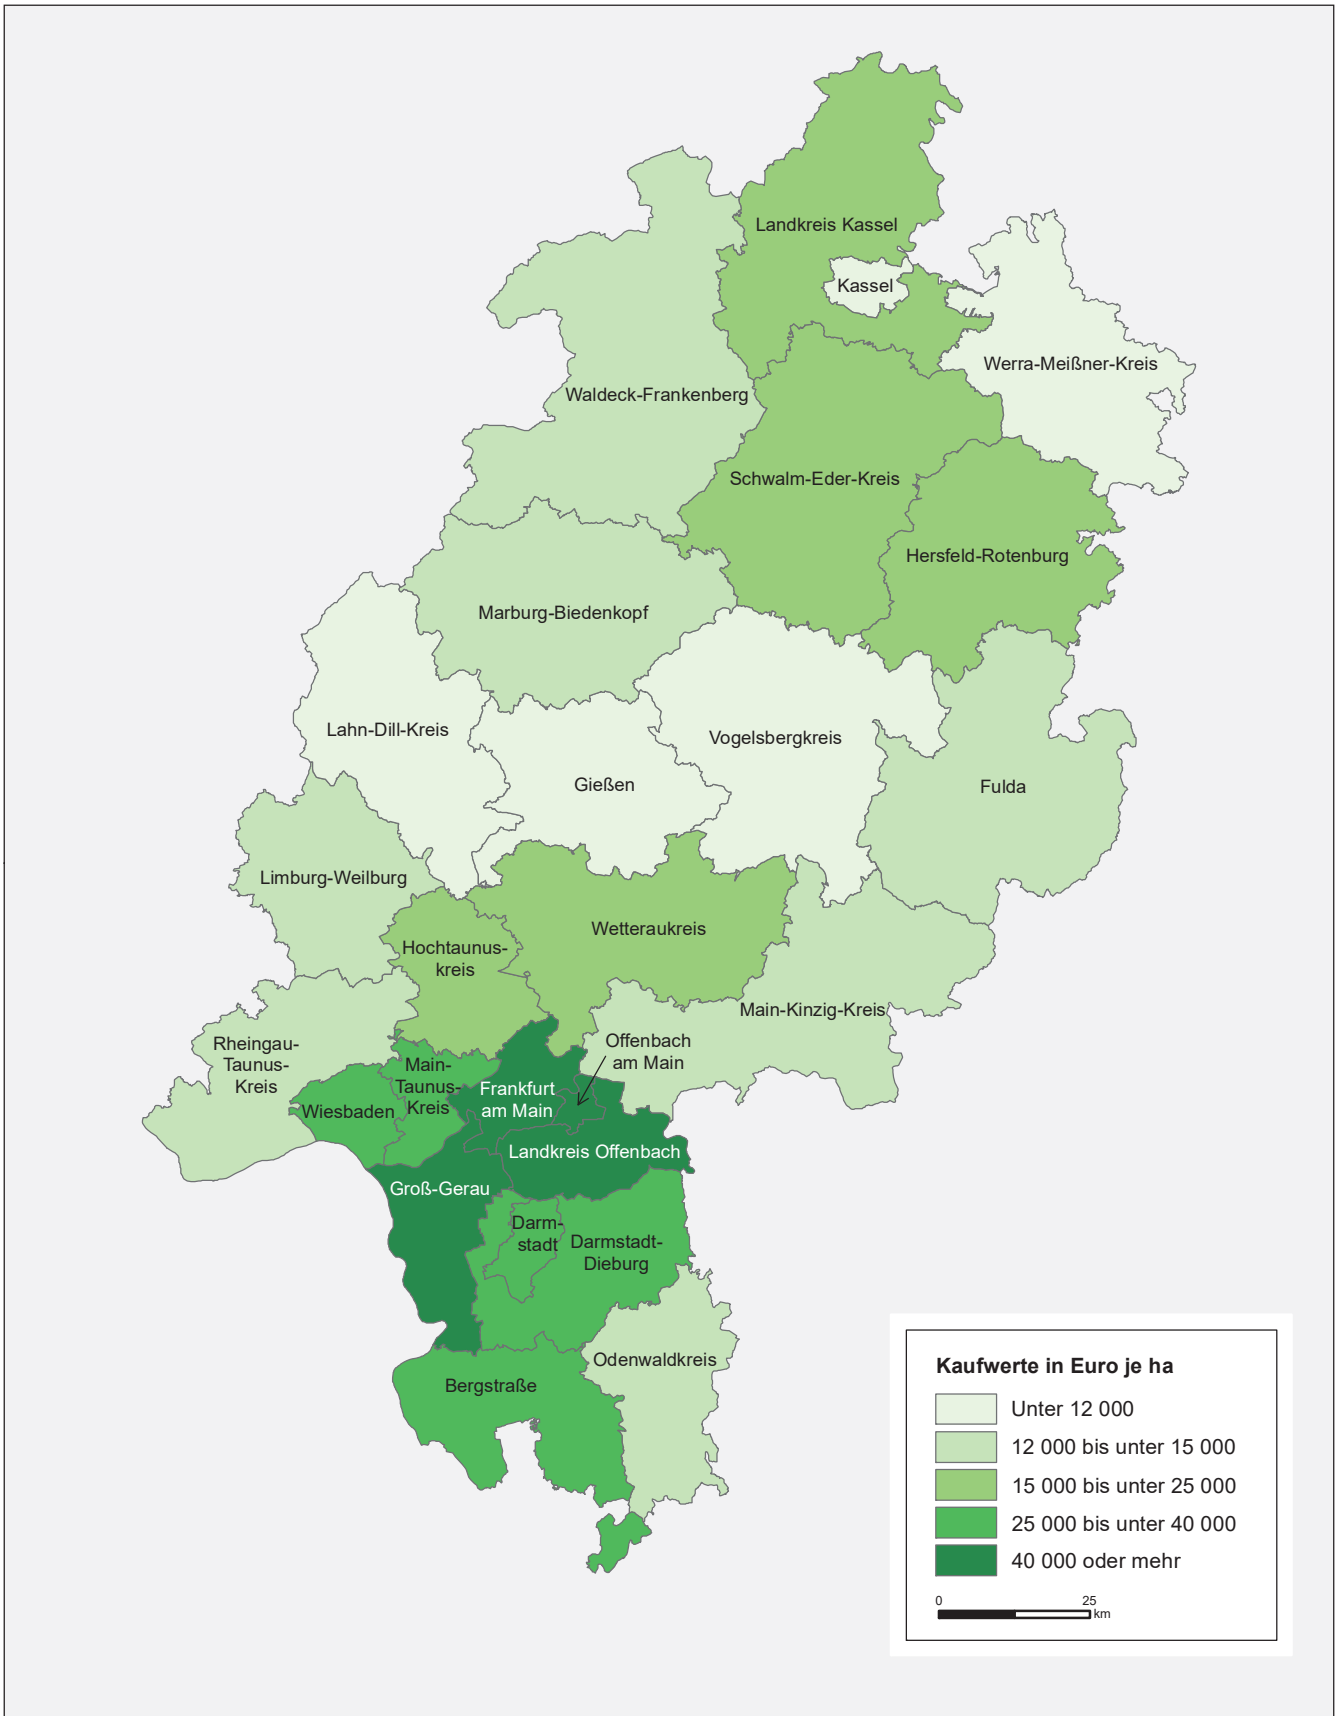 Landkreis Kassel
Kassel
Werra-Meißner-Kreis
Waldeck-Frankenberg
Schwalm-Eder-Kreis
Hersfeld-Rotenburg
Marburg-Biedenkopf
Lahn-Dill-Kreis
Vogelsbergkreis
Gießen
Fulda
Limburg-Weilburg
Wetteraukreis
Hochtaunus-
kreis
Main-Kinzig-Kreis
Rheingau-
Taunus-
Kreis
Offenbach
am Main
Main-
Taunus-
Kreis
Frankfurt
am Main
Wiesbaden
Landkreis Offenbach
Groß-Gerau
Darm-
stadt
Darmstadt-
Dieburg
Odenwaldkreis
Bergstraße
Kaufwerte in Euro je ha
Unter 12 000
12 000 bis unter 15 000
15 000 bis unter 25 000
25 000 bis unter 40 000
40 000 oder mehr
0 25
km